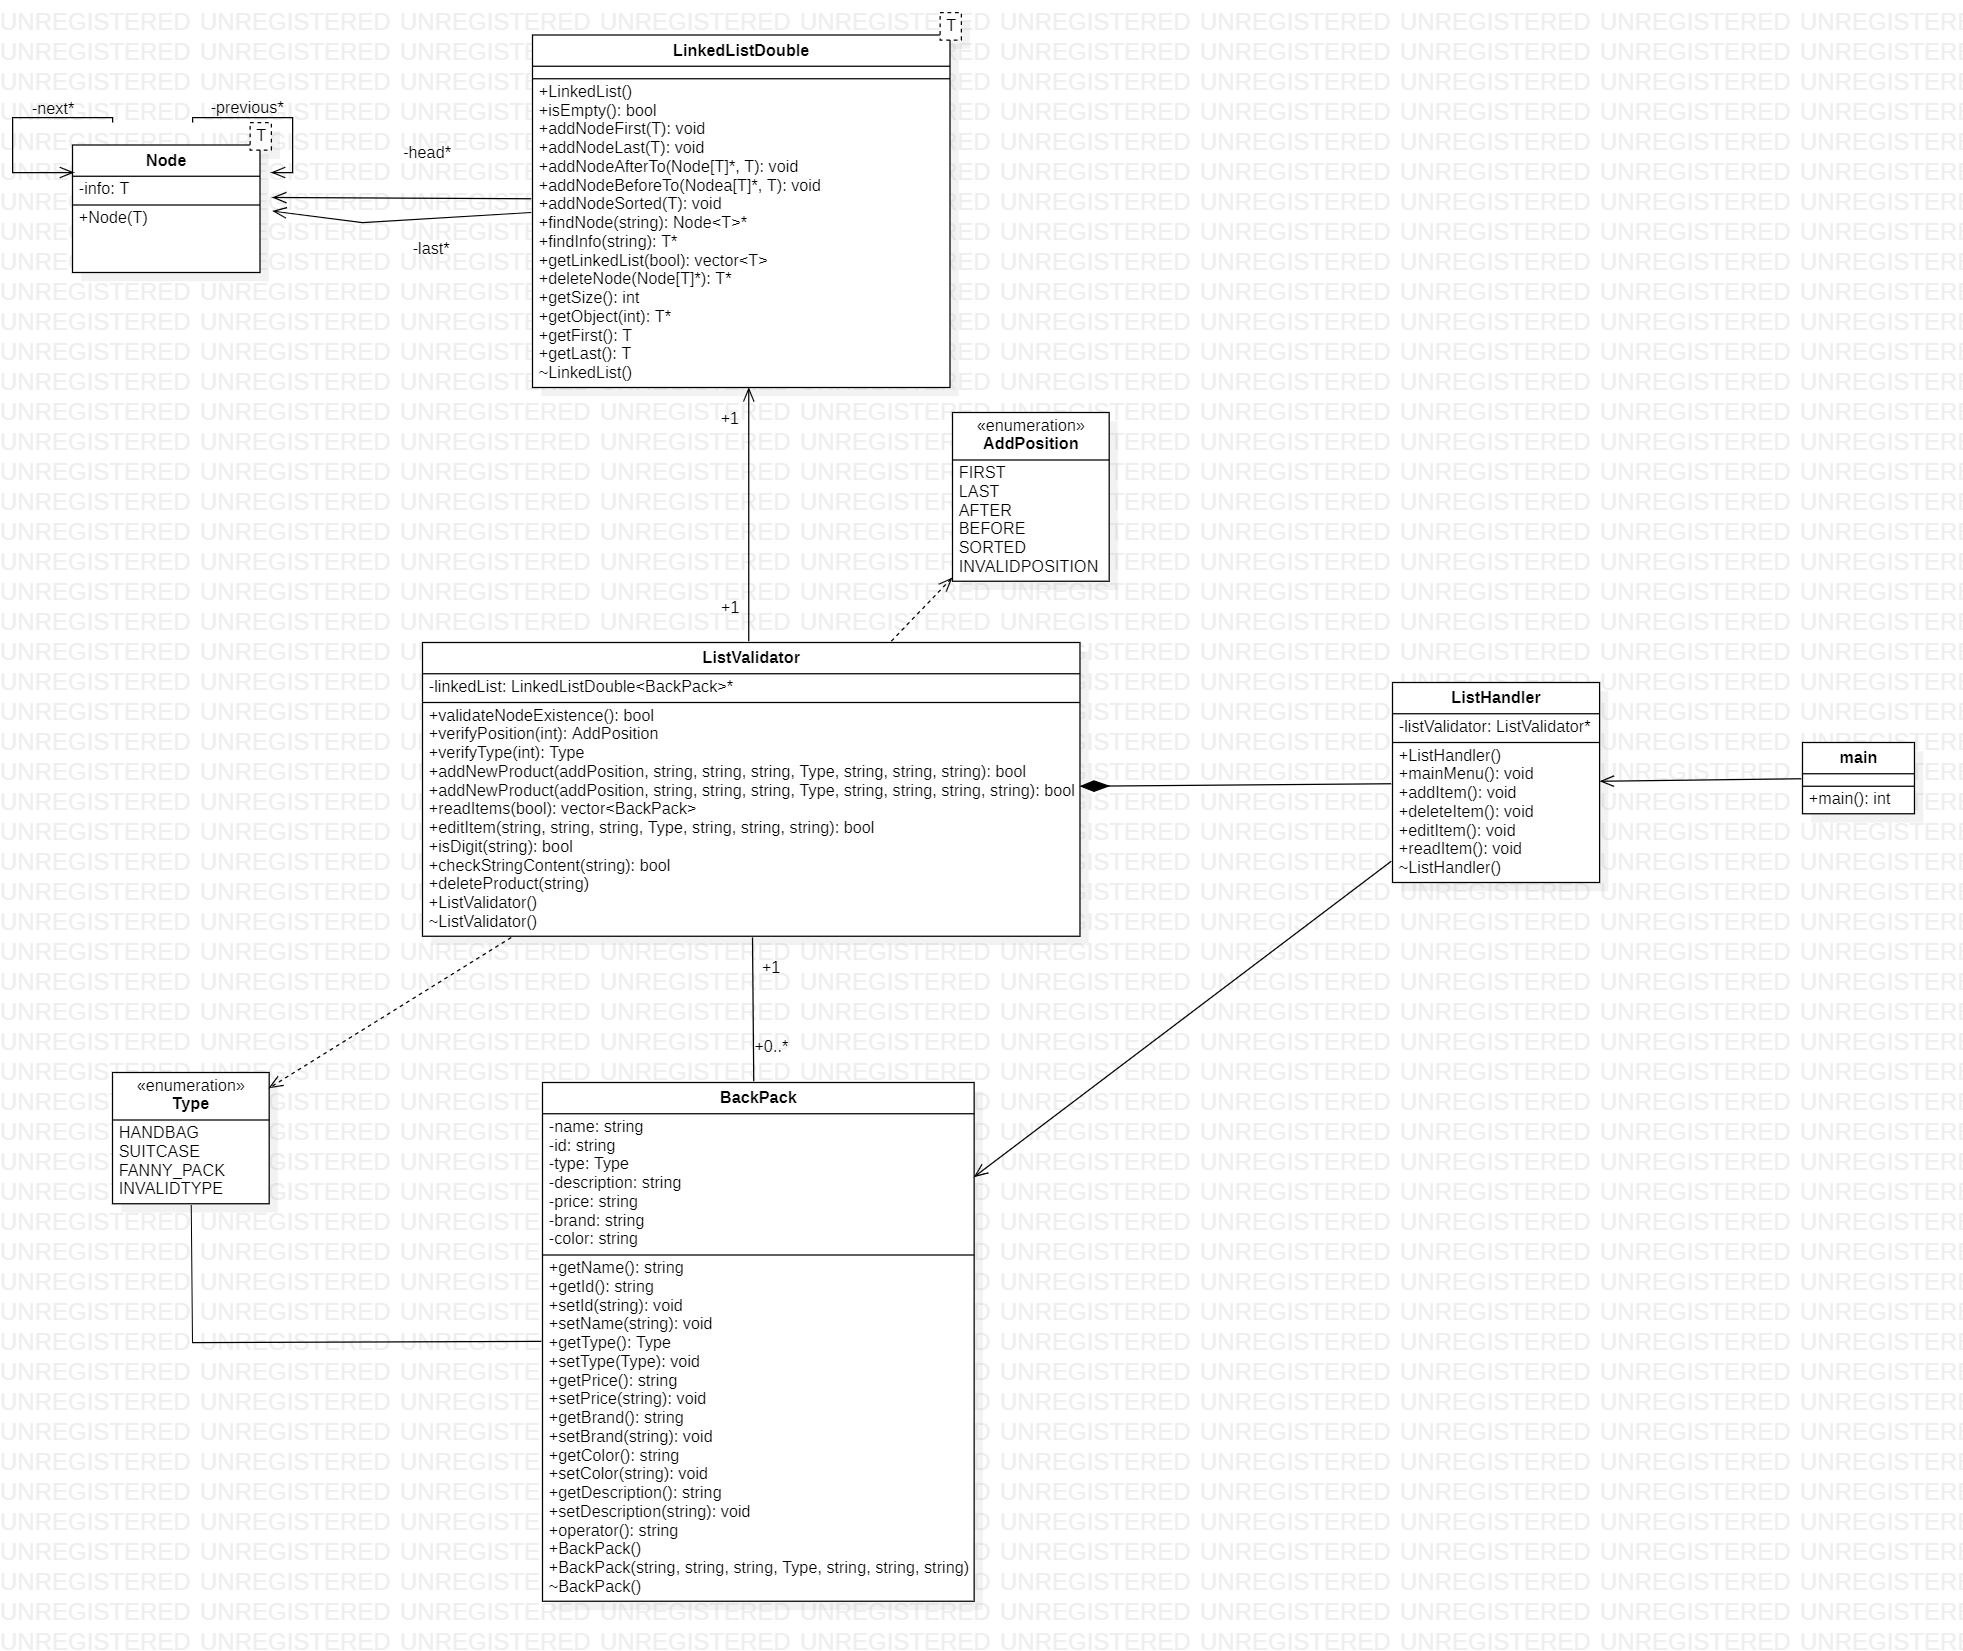 T
LinkedListDouble
+LinkedList()
+isEmpty(): bool
+addNodeFirst(T): void
+addNodeLast(T): void
+addNodeAfterTo(Node[T]*, T): void
+addNodeBeforeTo(Nodea[T]*, T): void
+addNodeSorted(T): void
+findNode(string): Node<T>*
+findInfo(string): T*
+getLinkedList(bool): vector<T>
+deleteNode(Node[T]*): T*
+getSize(): int
+getObject(int): T*
+getFirst(): T
+getLast(): T
~LinkedList()
-next*
-previous*
T
Node
-info: T
+Node(T)
-head*
-last*
+1
+1
«enumeration»
AddPosition
FIRST
LAST
AFTER
BEFORE
SORTED
INVALIDPOSITION
ListValidator
-linkedList: LinkedListDouble<BackPack>*
+validateNodeExistence(): bool
+verifyPosition(int): AddPosition
+verifyType(int): Type
+addNewProduct(addPosition, string, string, string, Type, string, string, string): bool
+addNewProduct(addPosition, string, string, string, Type, string, string, string, string): bool
+readItems(bool): vector<BackPack>
+editItem(string, string, string, Type, string, string, string): bool
+isDigit(string): bool
+checkStringContent(string): bool
+deleteProduct(string)
+ListValidator()
~ListValidator()
ListHandler
-listValidator: ListValidator*
+ListHandler()
+mainMenu(): void
+addItem(): void
+deleteItem(): void
+editItem(): void
+readItem(): void
~ListHandler()
main
+main(): int
+1
+0..*
«enumeration»
Type
HANDBAG
SUITCASE
FANNY_PACK
INVALIDTYPE
BackPack
-name: string
-id: string
-type: Type
-description: string
-price: string
-brand: string
-color: string
+getName(): string
+getId(): string
+setId(string): void
+setName(string): void
+getType(): Type
+setType(Type): void
+getPrice(): string
+setPrice(string): void
+getBrand(): string
+setBrand(string): void
+getColor(): string
+setColor(string): void
+getDescription(): string
+setDescription(string): void
+operator(): string
+BackPack()
+BackPack(string, string, string, Type, string, string, string)
~BackPack()
UNREGISTERED